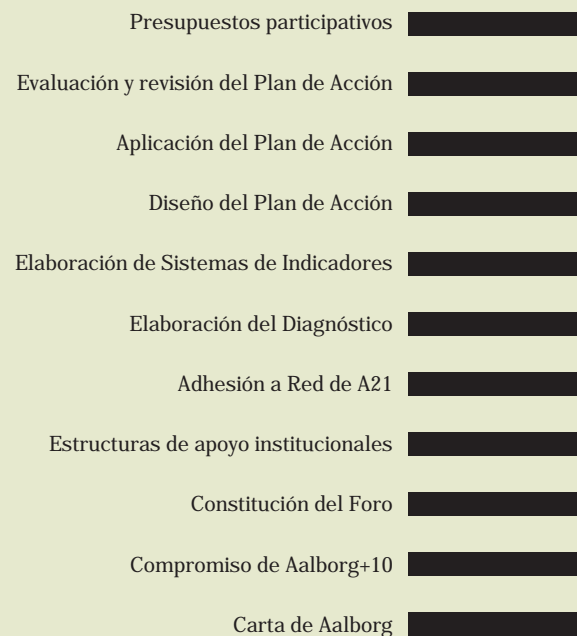 Presupuestos participativos
Evaluación y revisión del Plan de Acción
Aplicación del Plan de Acción
Diseño del Plan de Acción
Elaboración de Sistemas de Indicadores
Elaboración del Diagnóstico
Adhesión a Red de A21
Estructuras de apoyo institucionales
Constitución del Foro
Compromiso de Aalborg+10
Carta de Aalborg